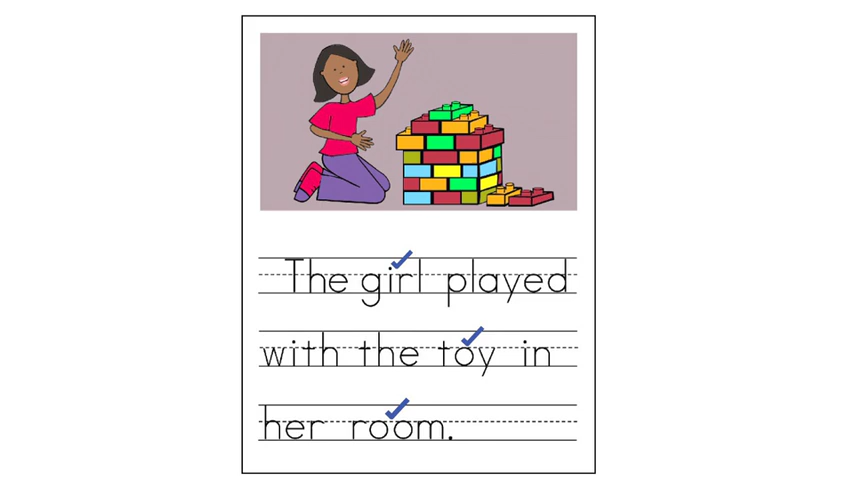 The girl played
with the toy in
her room.